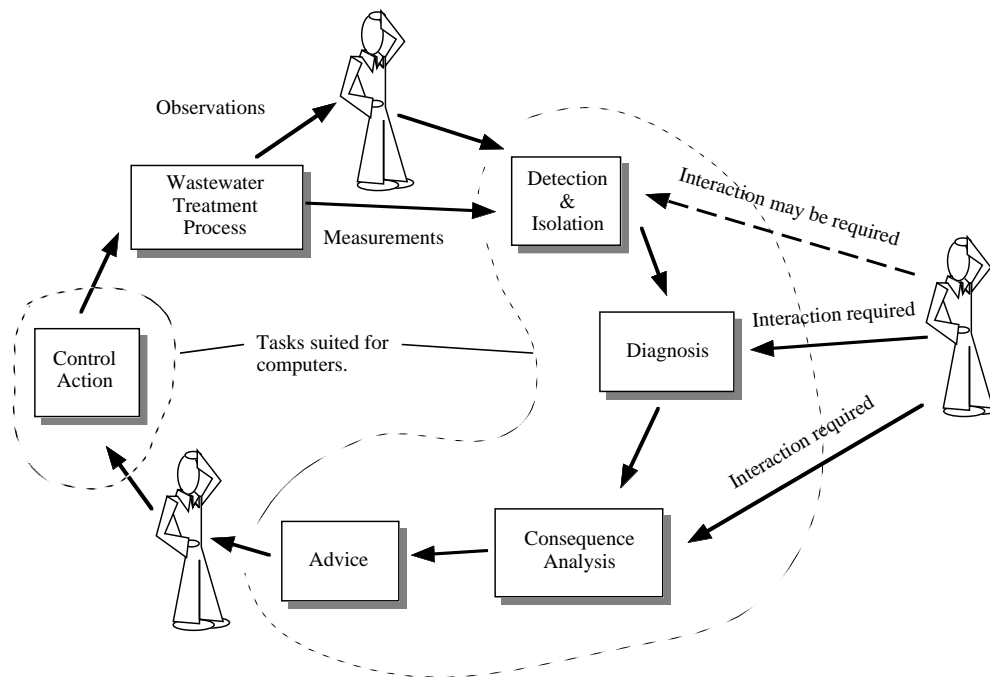 Observations
Wastewater
Treatment
Process
Measurements
Detection
&
Isolation
Interaction may be required
Interaction required
Diagnosis
Tasks suited for
computers.
Control
Action
Interaction required
Consequence
Analysis
Advice